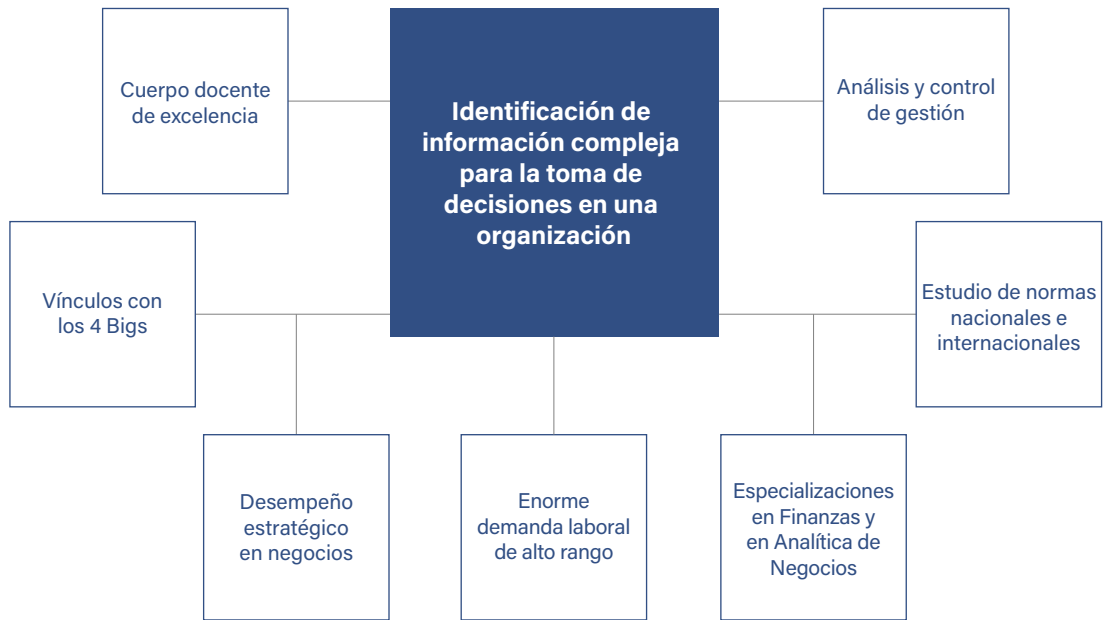 Cuerpo docente
de excelencia
Identificación de
información compleja
para la toma de
decisiones en una
organización
Análisis y control
de gestión
Vínculos con
los 4 Bigs
Estudio de normas
nacionales e
internacionales
Desempeño
estratégico
en negocios
Enorme
demanda laboral
de alto rango
Especializaciones
en Finanzas y
en Analítica de
Negocios